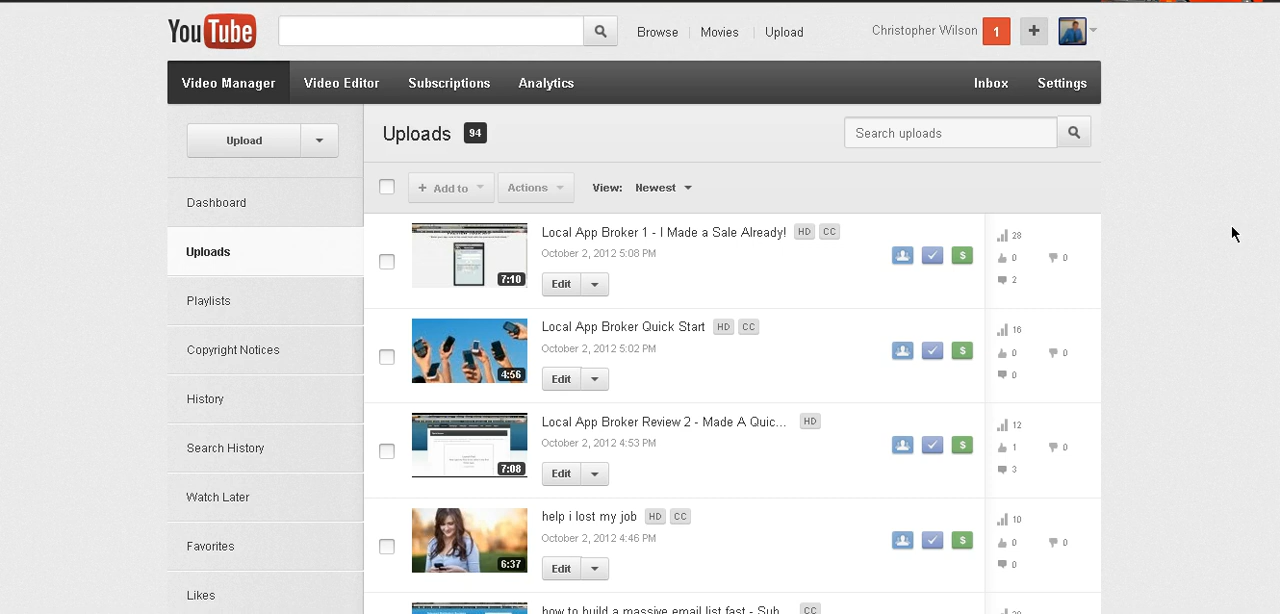 YouTube
Browse
Movies
Upload
Christopher Wilson
1
Video Manager
Video Editor
Subscriptions
Analytics
Inbox
Settings
Upload
Uploads 94
Search uploads
Add to
Actions
View: Newest
Dashboard
Uploads
Playlists
Copyright Notices
History
Search History
Watch Later
Favorites
Likes
7:10
Local App Broker 1 - I Made a Sale Already! HD CC
October 2, 2012 5:08 PM
Edit
$
28
0
0
2
4:56
Local App Broker Quick Start HD CC
October 2, 2012 5:02 PM
Edit
$
16
0
0
0
7:08
Local App Broker Review 2 - Made A Quic... HD
October 2, 2012 4:53 PM
Edit
$
12
1
0
3
6:37
help i lost my job HD CC
October 2, 2012 4:46 PM
Edit
$
10
0
0
0
how to build a massive email list fast - Sub... CC